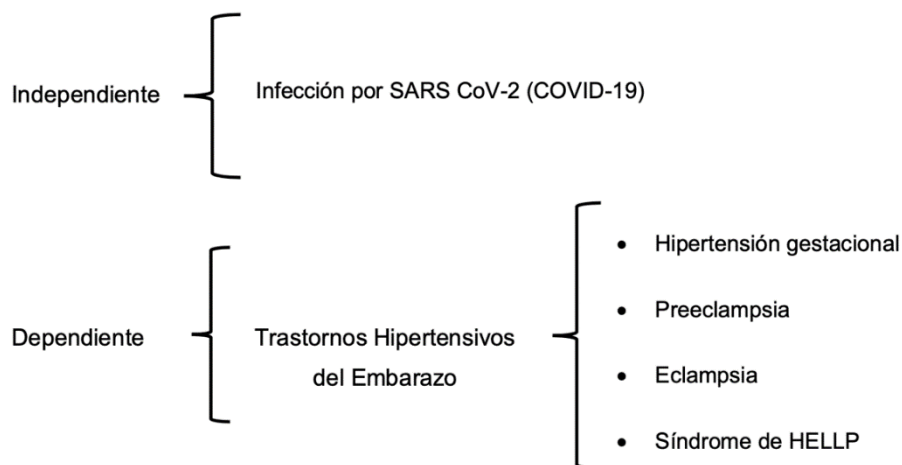 Independiente
Infección por SARS CoV-2 (COVID-19)
Dependiente
Trastornos Hipertensivos
del Embarazo
• Hipertensión gestacional
• Preeclampsia
• Eclampsia
• Síndrome de HELLP